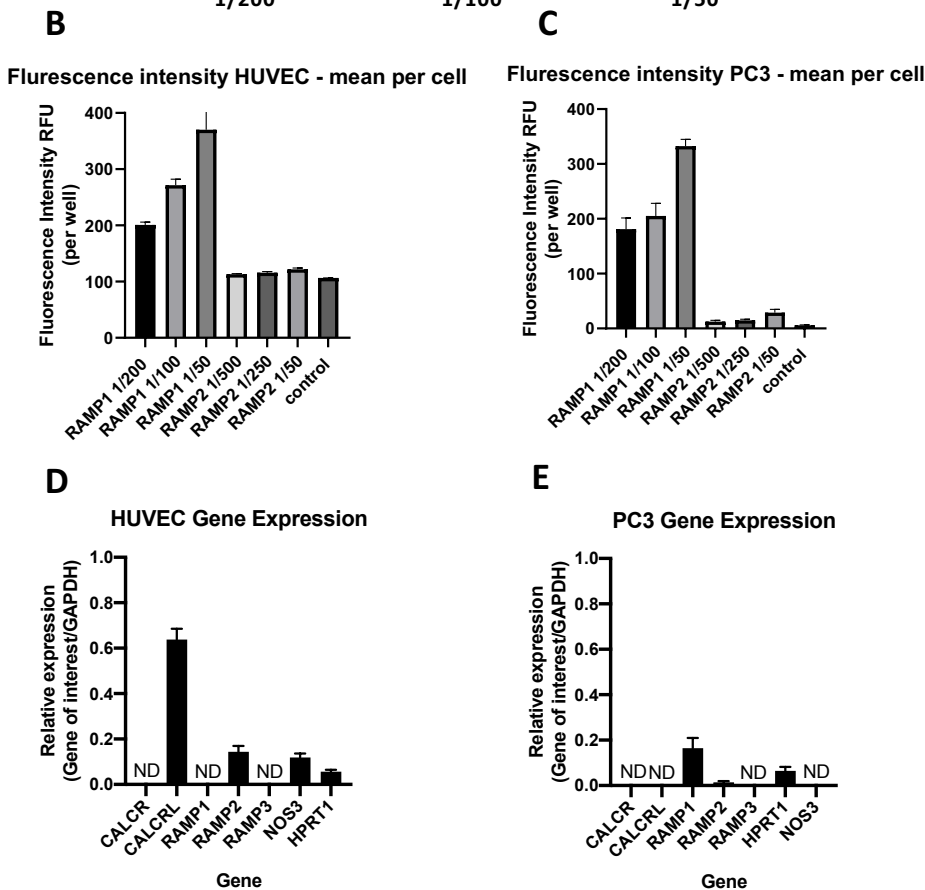 1/200 1/100 1/50
B
Flurescence intensity HUVEC - mean per cell
Fluorescence Intensity RFU
(per well)
400
300
200
100
0
RAMP1 1/200
RAMP1 1/100
RAMP1 1/50
RAMP2 1/500
RAMP2 1/250
RAMP2 1/50
control
C
Flurescence intensity PC3 - mean per cell
Fluorescence Intensity RFU
(per well)
400
300
200
100
0
RAMP1 1/200
RAMP1 1/100
RAMP1 1/50
RAMP2 1/500
RAMP2 1/250
RAMP2 1/50
control
D
HUVEC Gene Expression
Relative expression
(Gene of interest/GAPDH)
1.0
0.8
0.6
0.4
0.2
0.0
ND
ND
ND
CALCR
CALCRL
RAMP1
RAMP2
RAMP3
NOS3
HPRT1
Gene
E
PC3 Gene Expression
Relative expression
(Gene of interest/GAPDH)
1.0
0.8
0.6
0.4
0.2
0.0
ND
ND
ND
ND
CALCR
CALCRL
RAMP1
RAMP2
RAMP3
HPRT1
NOS3
Gene